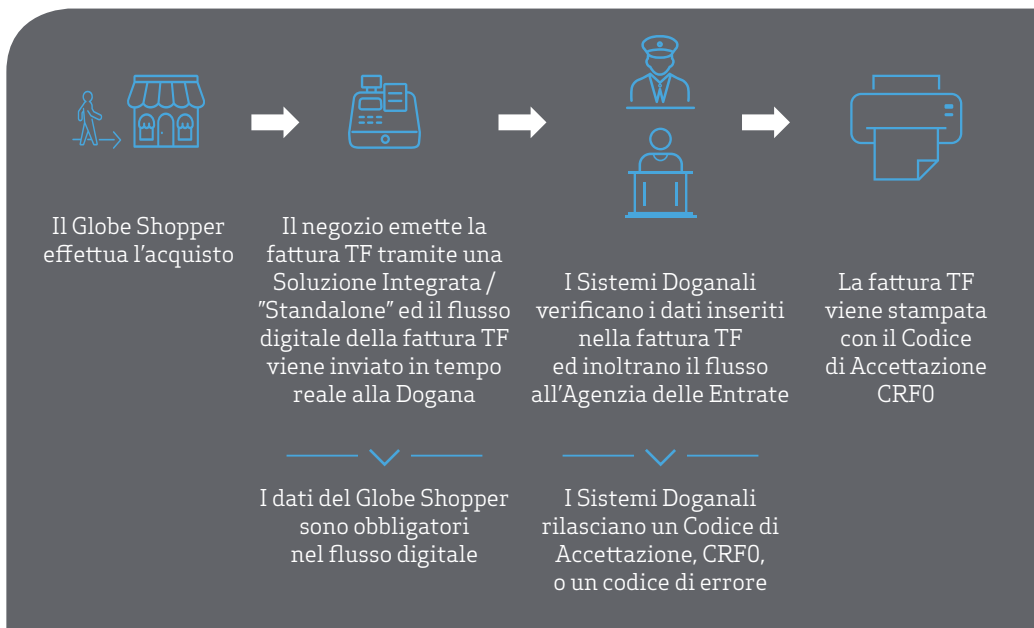 Il Globe Shopper
effettua l'acquisto
Il negozio emette la
fattura TF tramite una
Soluzione Integrata /
"Standalone" ed il flusso
digitale della fattura TF
viene inviato in tempo
reale alla Dogana
I dati del Globe Shopper
sono obbligatori
nel flusso digitale
I Sistemi Doganali
verificano i dati inseriti
nella fattura TF
ed inoltrano il flusso
all'Agenzia delle Entrate
I Sistemi Doganali
rilasciano un Codice di
Accettazione, CRF0,
o un codice di errore
La fattura TF
viene stampata
con il Codice
di Accettazione
CRF0